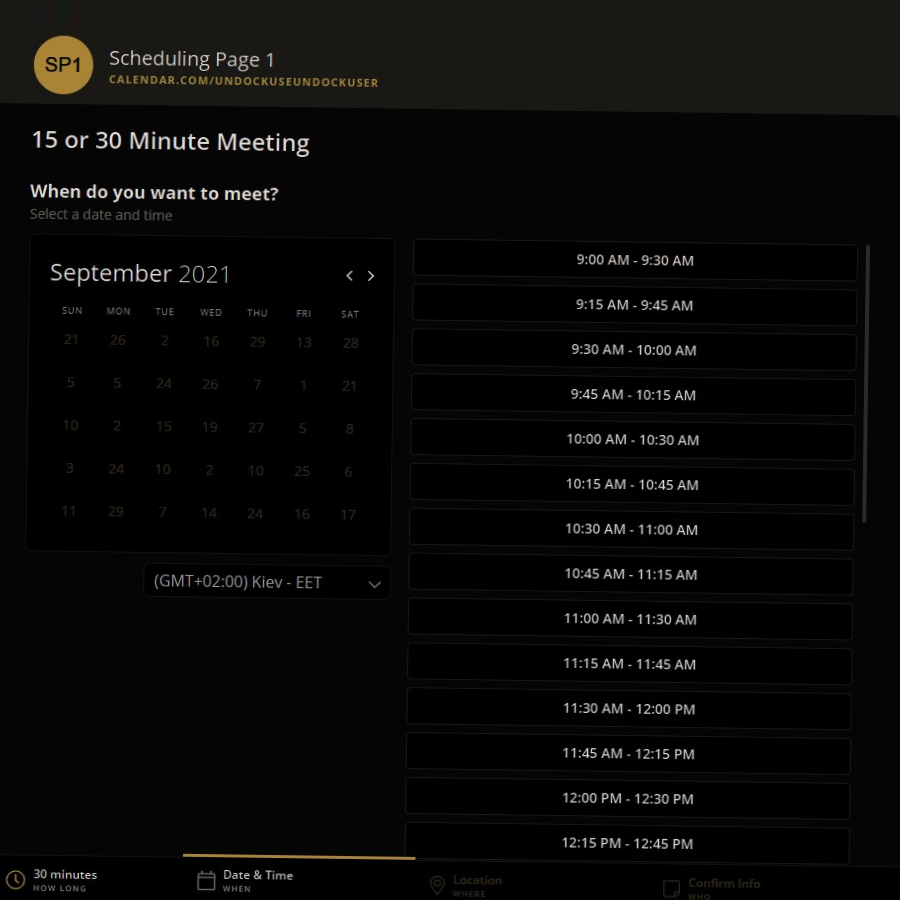 SP1
Scheduling Page 1
CALENDAR.COM/UNDOCKUSEUNDOCKUSER
15 or 30 Minute Meeting
When do you want to meet?
Select a date and time
September 2021
SUN MON TUE WED THU FRI SAT
21 26 2 16 29 13 28
5 5 24 26 7 1 21
10 2 15 19 27 5 8
3 24 10 2 10 25 6
11 29 7 14 24 16 17
(GMT+02:00) Kiev - EET
9:00 AM - 9:30 AM
9:15 AM - 9:45 AM
9:30 AM - 10:00 AM
9:45 AM - 10:15 AM
10:00 AM - 10:30 AM
10:15 AM - 10:45 AM
10:30 AM - 11:00 AM
10:45 AM - 11:15 AM
11:00 AM - 11:30 AM
11:15 AM - 11:45 AM
11:30 AM - 12:00 PM
11:45 AM - 12:15 PM
12:00 PM - 12:30 PM
12:15 PM - 12:45 PM
30 minutes
HOW LONG
Date & Time
WHEN
Location
WHERE
Confirm Info
WHO